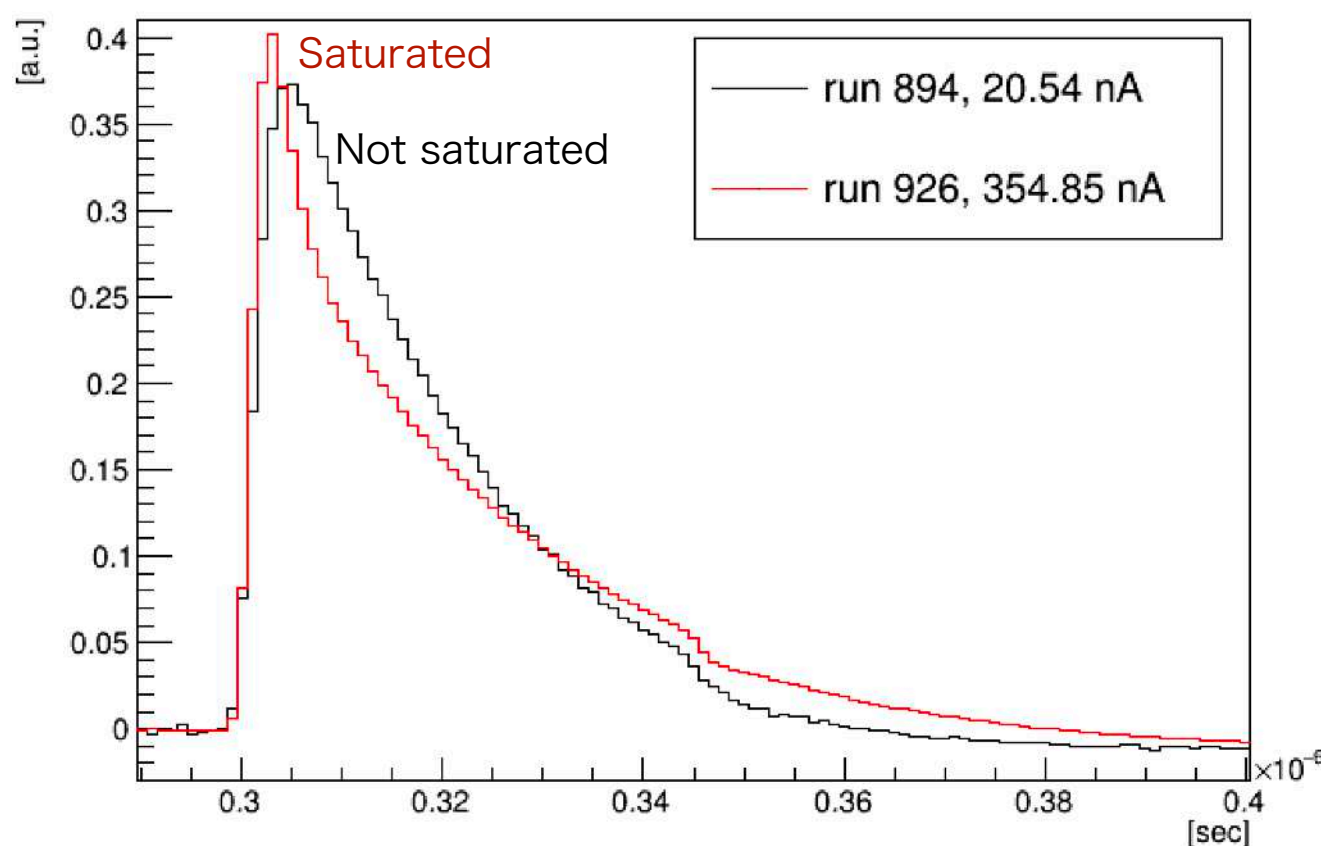 [a.u.]
0.4
0.35
0.3
0.25
0.2
0.15
0.1
0.05
0
Saturated
Not saturated
run 894, 20.54 nA
run 926, 354.85 nA
0.3 0.32 0.34 0.36 0.38 0.4
×10⁻⁶
[sec]